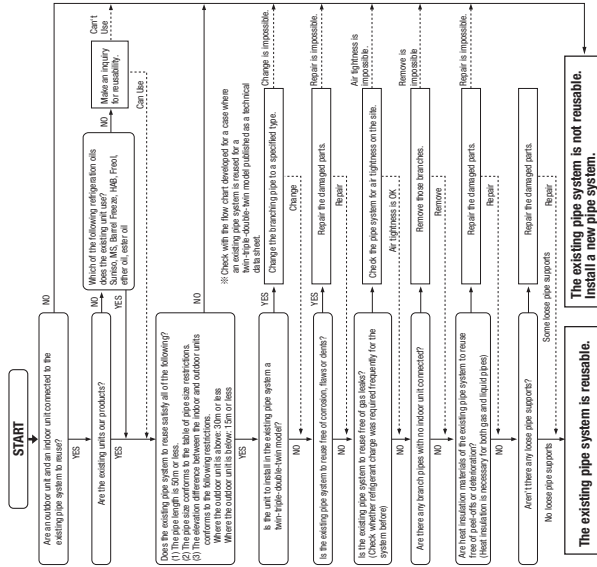 START
Are an outdoor unit and an indoor unit connected to the
existing pipe system to reuse?
NO
YES
Are the existing units our products?
NO
YES
Which of the following refrigeration oils
does the existing unit use?
Suniso, MS, Barrel Freeze, HAB, Freol,
ether oil, ester oil
NO
YES
Make an inquiry
for reusability.
Can't
Use
Can Use
Does the existing pipe system to reuse satisfy all of the following?
(1) The pipe length is 50m or less.
(2) The pipe size conforms to the table of pipe size restrictions.
(3) The elevation difference between the indoor and outdoor units
conforms to the following restrictions.
Where the outdoor unit is above: 30m or less
Where the outdoor unit is below: 15m or less
NO
YES
※ Check with the flow chart developed for a case where
an existing pipe system is reused for a
twin-triple-double-twin model published as a technical
data sheet.
Is the unit to install in the existing pipe system a
twin-triple-double-twin model?
YES
NO
Change the branching pipe to a specified type.
Change is impossible.
Change
Is the existing pipe system to reuse free of corrosion, flaws or dents?
YES
NO
Repair the damaged parts.
Repair is impossible.
Repair
Is the existing pipe system to reuse free of gas leaks?
(Check whether refrigerant change was required frequently for the
system before)
NO
Check the pipe system for air tightness on the site.
Air tightness is
impossible.
Air tightness is OK
Are there any branch pipes with no indoor unit connected?
NO
Remove those branches.
Remove is
impossible.
Remove
Are heat insulation materials of the existing pipe system to reuse
free of peel-offs or deterioration?
(Heat insulation is necessary for both gas and liquid pipes)
NO
Repair the damaged parts.
Repair is impossible.
Repair
Aren't there any loose pipe supports?
No loose pipe supports
Some loose pipe supports
Repair the damaged parts.
Repair
The existing pipe system is reusable.
The existing pipe system is not reusable.
Install a new pipe system.